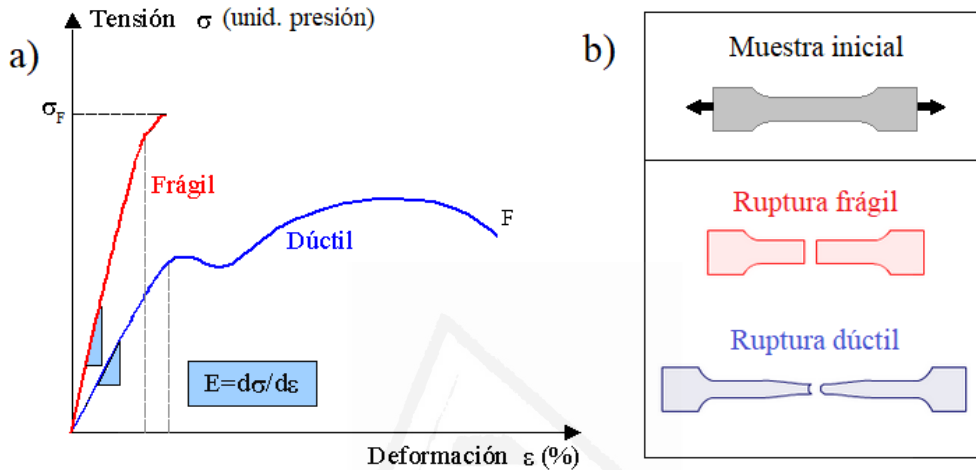 a)
Tensión σ (unid. presión)
σF
Frágil
Dúctil
F
E=dσ/dε
Deformación ε (%)
b)
Muestra inicial
Ruptura frágil
Ruptura dúctil